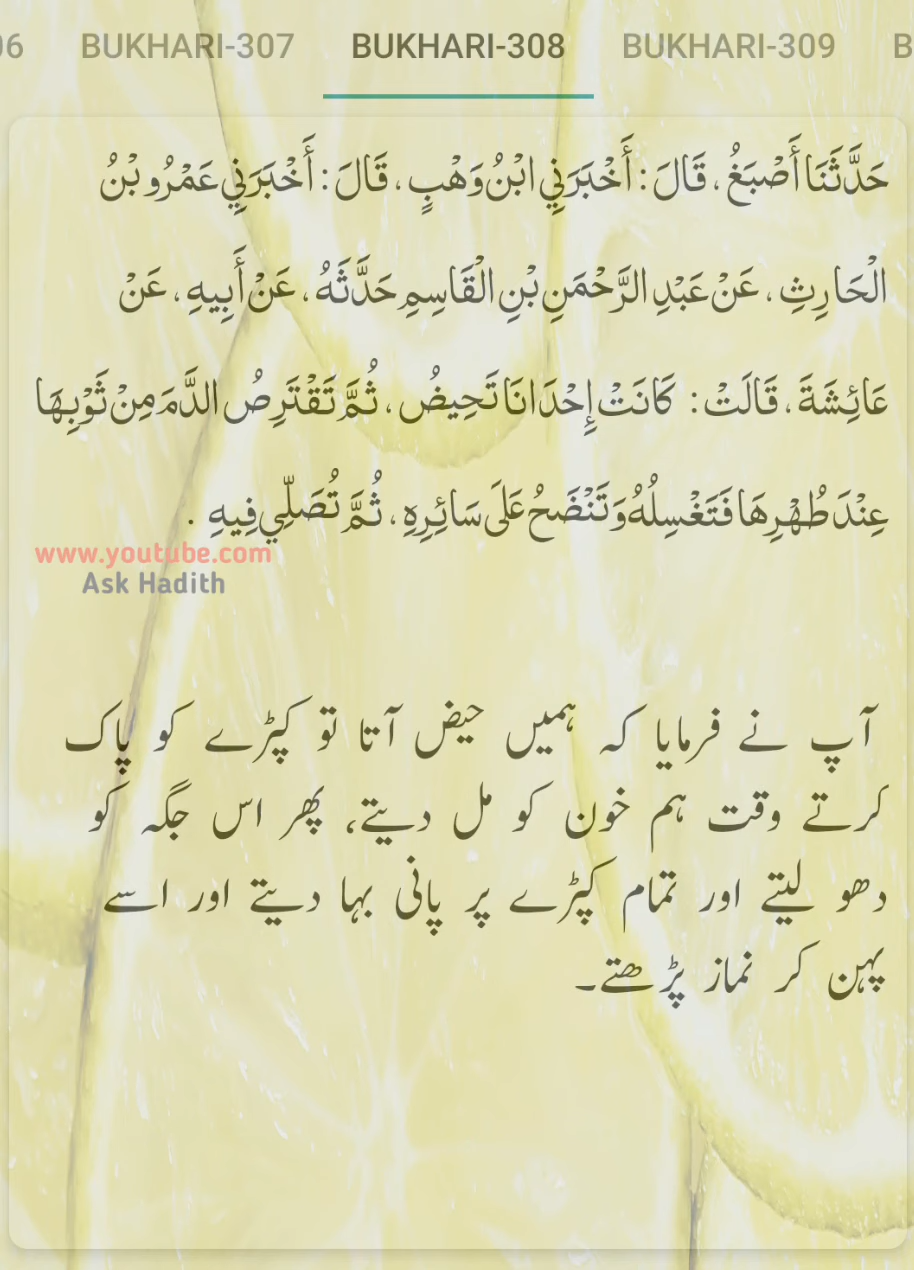 06 BUKHARI-307 BUKHARI-308 BUKHARI-309 B
حَدَّثَنَا أَصْبَغُ ، قَالَ : أَخْبَرَنِي ابْنُ وَهْبٍ ، قَالَ : أَخْبَرَنِي عَمْرُو بْنُ
الْحَارِثِ ، عَنْ عَبْدِ الرَّحْمَنِ بْنِ الْقَاسِمِ حَدَّثَهُ ، عَنْ أَبِيهِ ، عَنْ
عَائِشَةَ ، قَالَتْ : كَانَتْ إِحْدَانَا تَحِيضُ ، ثُمَّ تَقْتَرِصُ الدَّمَ مِنْ ثَوْبِهَا
عِنْدَ طُهْرِهَا فَتَغْسِلُهُ وَتَنْضَحُ عَلَى سَائِرِهِ ، ثُمَّ تُصَلِّي فِيهِ .
www.youtube.com
Ask Hadith
آپ نے فرمایا کہ ہمیں حیض آتا تو کپڑے کو پاک
کرتے وقت ہم خون کو مل دیتے، پھر اس جگہ کو
دھو لیتے اور تمام کپڑے پر پانی بہا دیتے اور اسے
پہن کر نماز پڑھتے۔